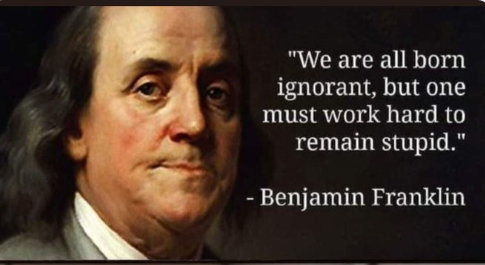 "We are all born
ignorant, but one
must work hard to
remain stupid."
- Benjamin Franklin